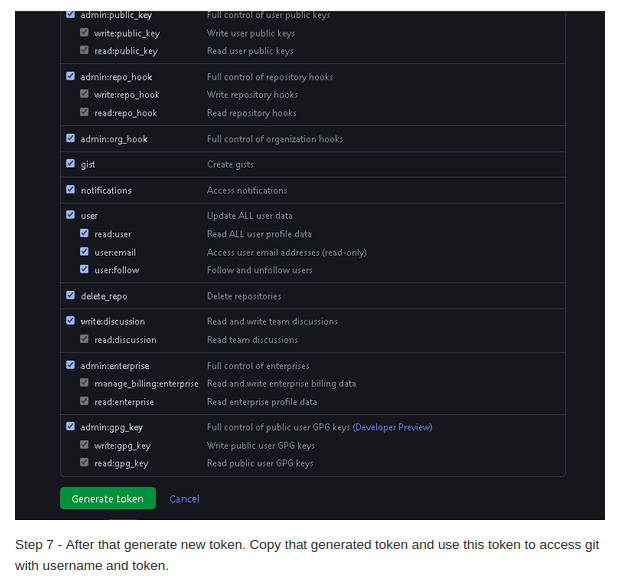 admin:public_key Full control of user public keys
write:public_key Write user public keys
read:public_key Read user public keys
admin:repo_hook Full control of repository hooks
write:repo_hook Write repository hooks
read:repo_hook Read repository hooks
admin:org_hook Full control of organization hooks
gist Create gists
notifications Access notifications
user Update ALL user data
read:user Read ALL user profile data
user:email Access user email addresses (read-only)
user:follow Follow and unfollow users
delete_repo Delete repositories
write:discussion Read and write team discussions
read:discussion Read team discussions
admin:enterprise Full control of enterprises
manage_billing:enterprise Read and write enterprise billing data
read:enterprise Read enterprise profile data
admin:gpg_key Full control of public user GPG keys (Developer Preview)
write:gpg_key Write public user GPG keys
read:gpg_key Read public user GPG keys
Generate token Cancel
Step 7 - After that generate new token. Copy that generated token and use this token to access git
with username and token.